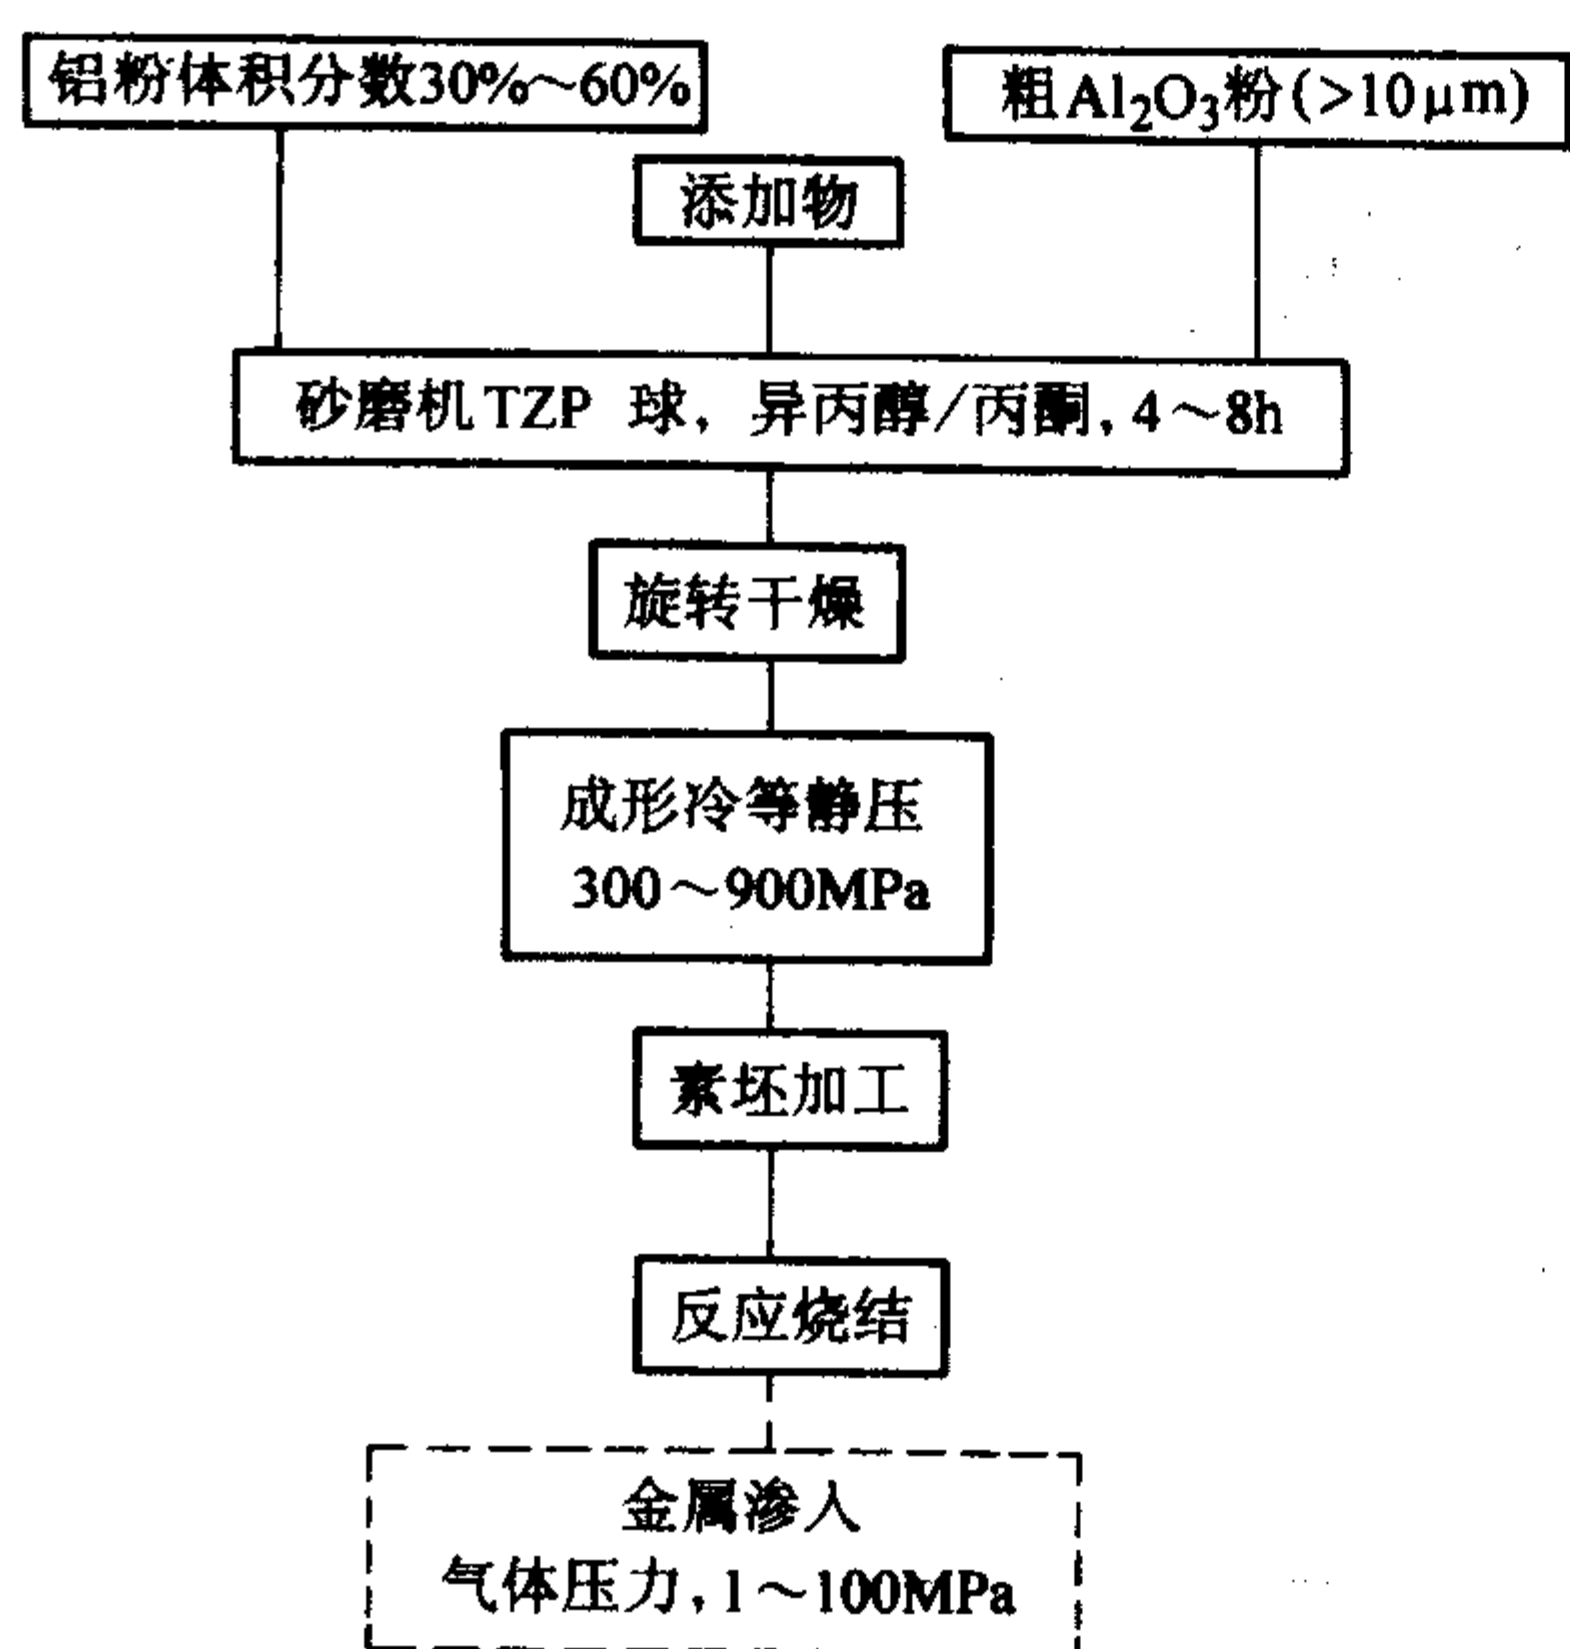 铝粉体积分数30%~60%
粗Al₂O₃粉(>10μm)
添加物
砂磨机TZP 球,异丙醇/丙酮,4~8h
旋转干燥
成形冷等静压
300~900MPa
素坯加工
反应烧结
金属渗入
气体压力,1~100MPa